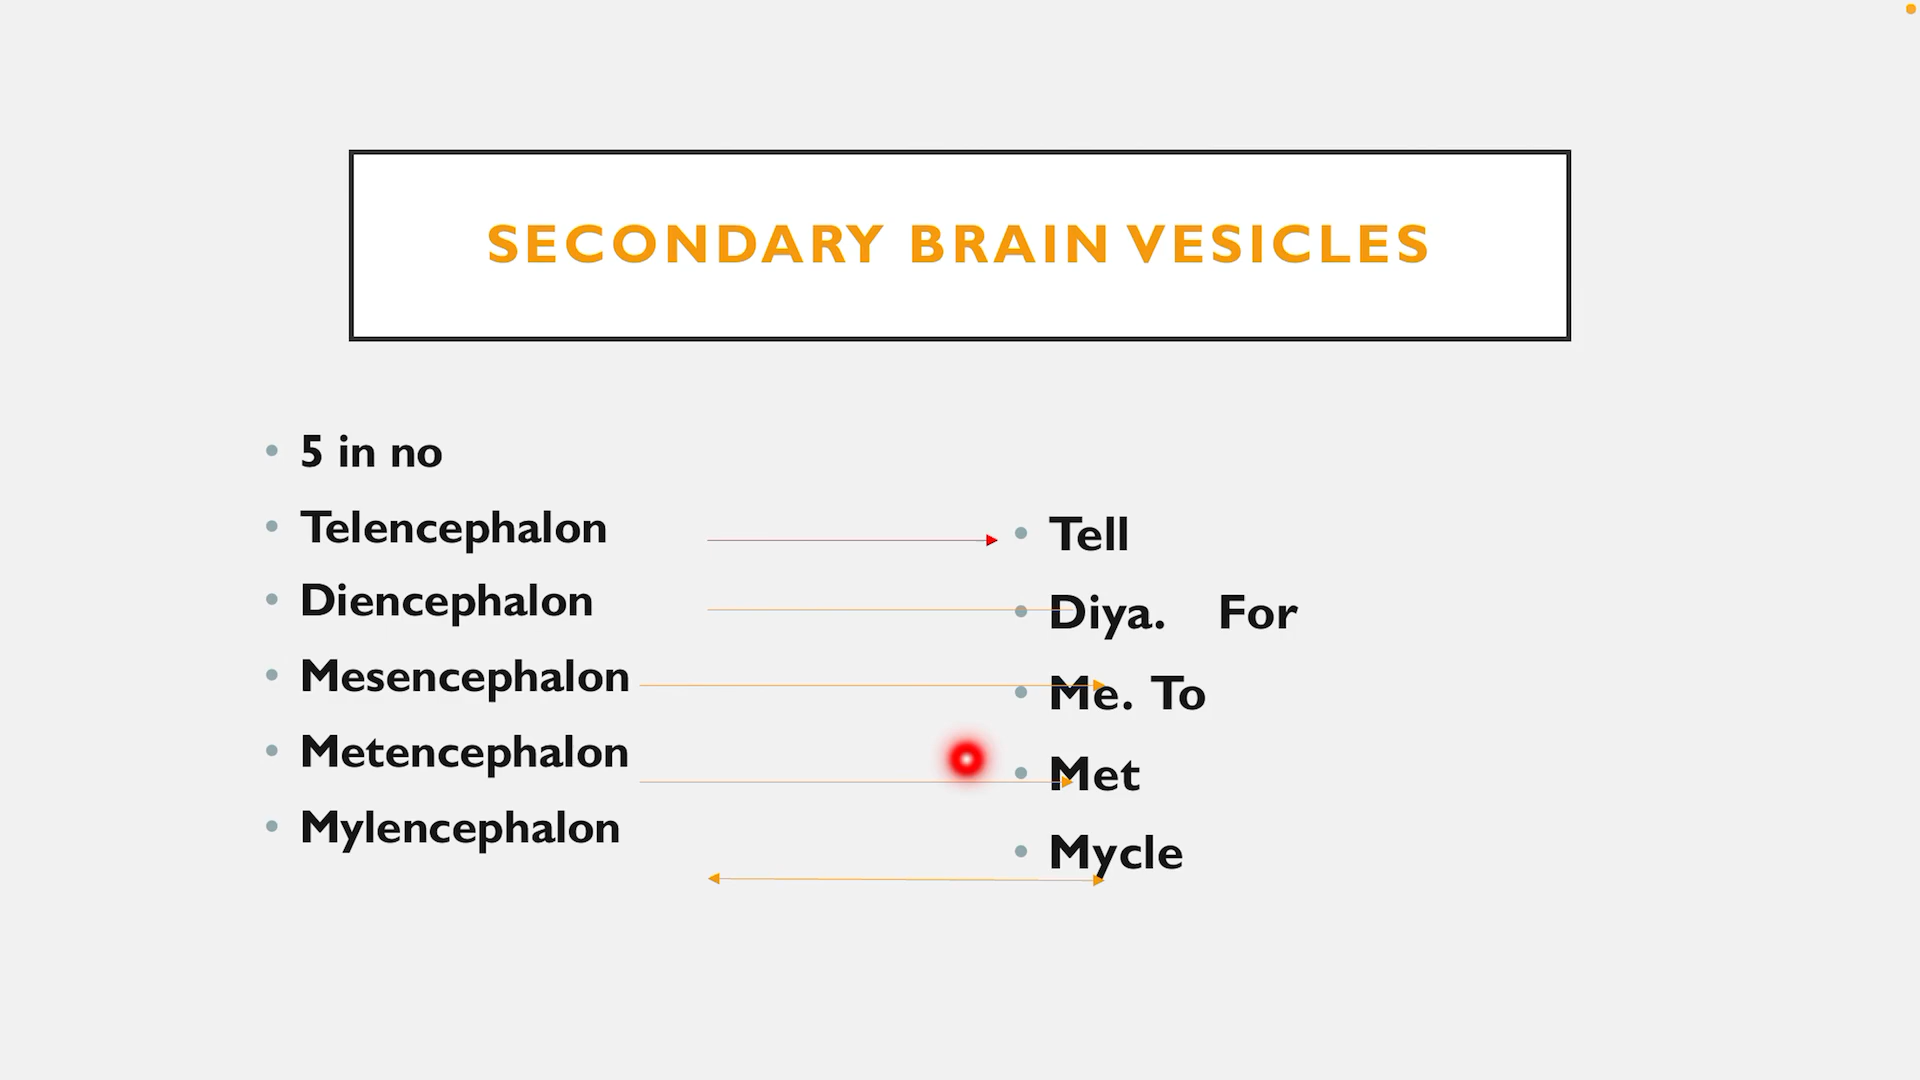 SECONDARY BRAIN VESICLES
5 in no
Telencephalon
Diencephalon
Mesencephalon
Metencephalon
Mylencephalon
Tell
Diya. For
Me. To
Met
Mycle